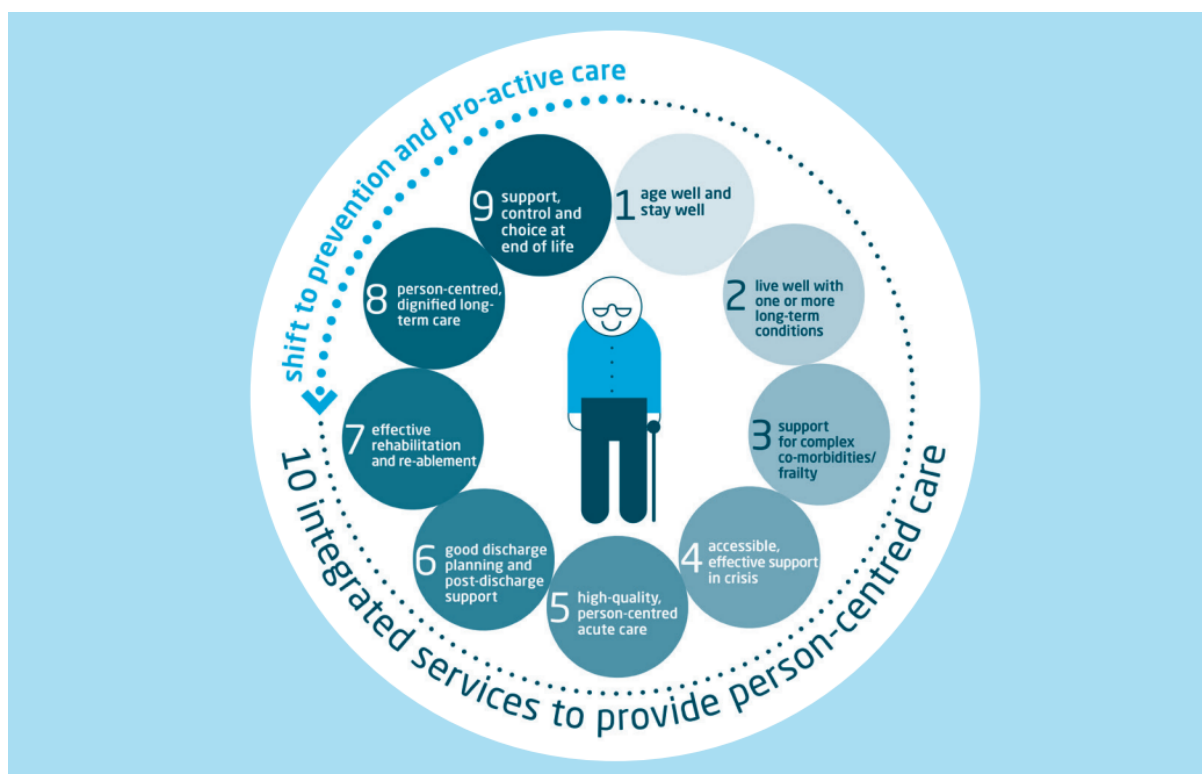 shift to prevention and pro-active care
1 age well and
stay well
2 live well with
one or more
long-term
conditions
3 support
for complex
co-morbidities/
frailty
4 accessible,
effective support
in crisis
5 high-quality,
person-centred
acute care
6 good discharge
planning and
post-discharge
support
7 effective
rehabilitation
and re-ablement
8 person-centred,
dignified long-
term care
9 support,
control and
choice at
end of life
10 integrated services to provide person-centred care